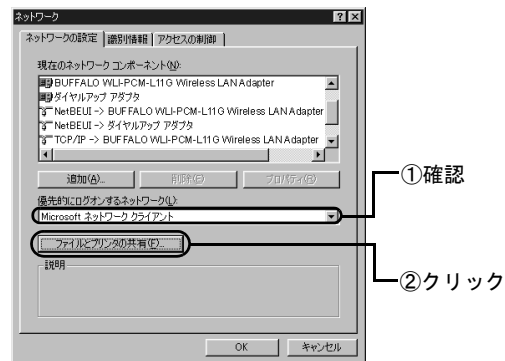 ネットワーク
ネットワークの設定 識別情報 アクセスの制御
現在のネットワーク コンポーネント(N):
BUFFALO WLI-PCM-L11G Wireless LAN Adapter
ダイヤルアップ アダプタ
NetBEUI -> BUFFALO WLI-PCM-L11G Wireless LAN Adapter
NetBEUI -> ダイヤルアップ アダプタ
TCP/IP -> BUFFALO WLI-PCM-L11G Wireless LAN Adapter
追加(A)... 削除(E) プロパティ(R)
①確認
優先的にログオンするネットワーク(L):
Microsoft ネットワーク クライアント
ファイルとプリンタの共有(F)...
②クリック
説明
OK キャンセル